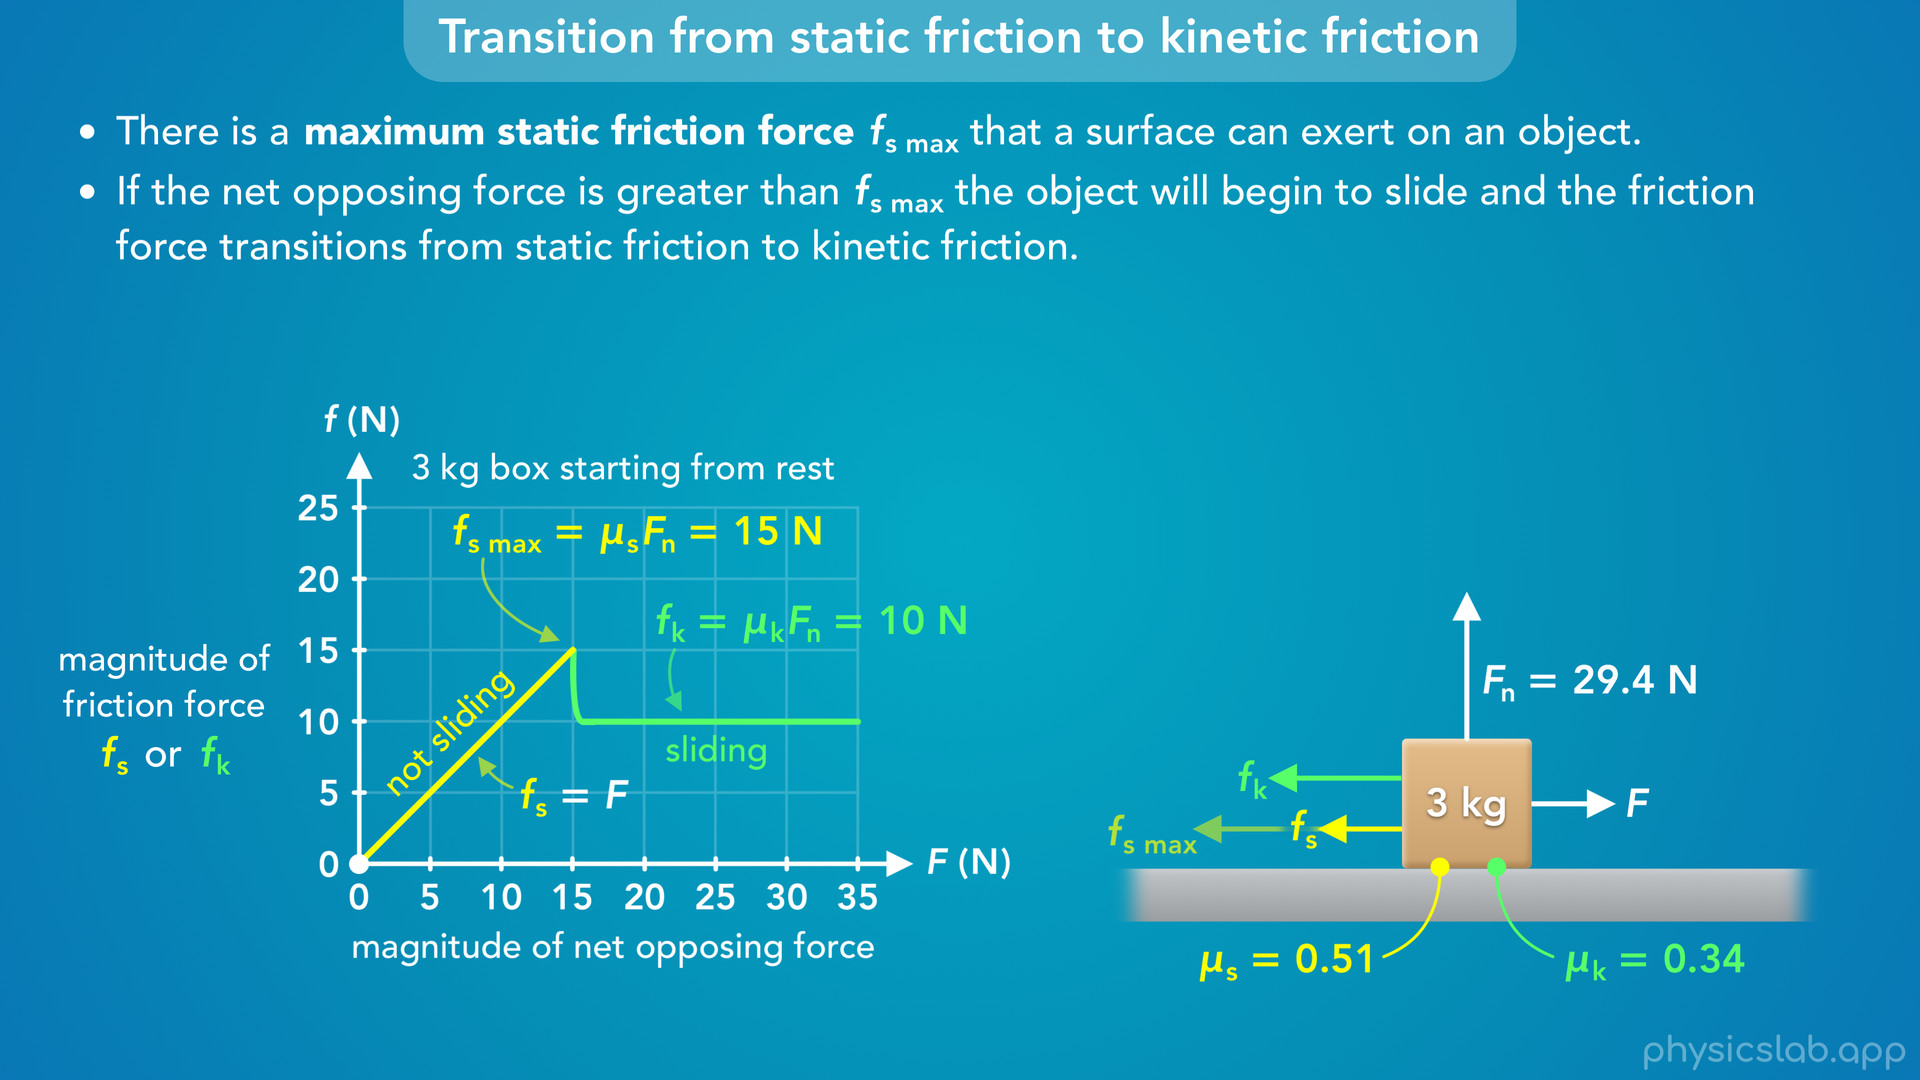 Transition from static friction to kinetic friction
• There is a maximum static friction force fs max that a surface can exert on an object.
• If the net opposing force is greater than fs max the object will begin to slide and the friction
force transitions from static friction to kinetic friction.
f (N)
3 kg box starting from rest
25
20
15
10
5
0
fs max = μsFn = 15 N
fk = μkFn = 10 N
not sliding
sliding
fs = F
magnitude of
friction force
fs or fk
0 5 10 15 20 25 30 35
F (N)
magnitude of net opposing force
Fn = 29.4 N
fk
3 kg
F
fs max
fs
μs = 0.51
μk = 0.34
physicslab.app